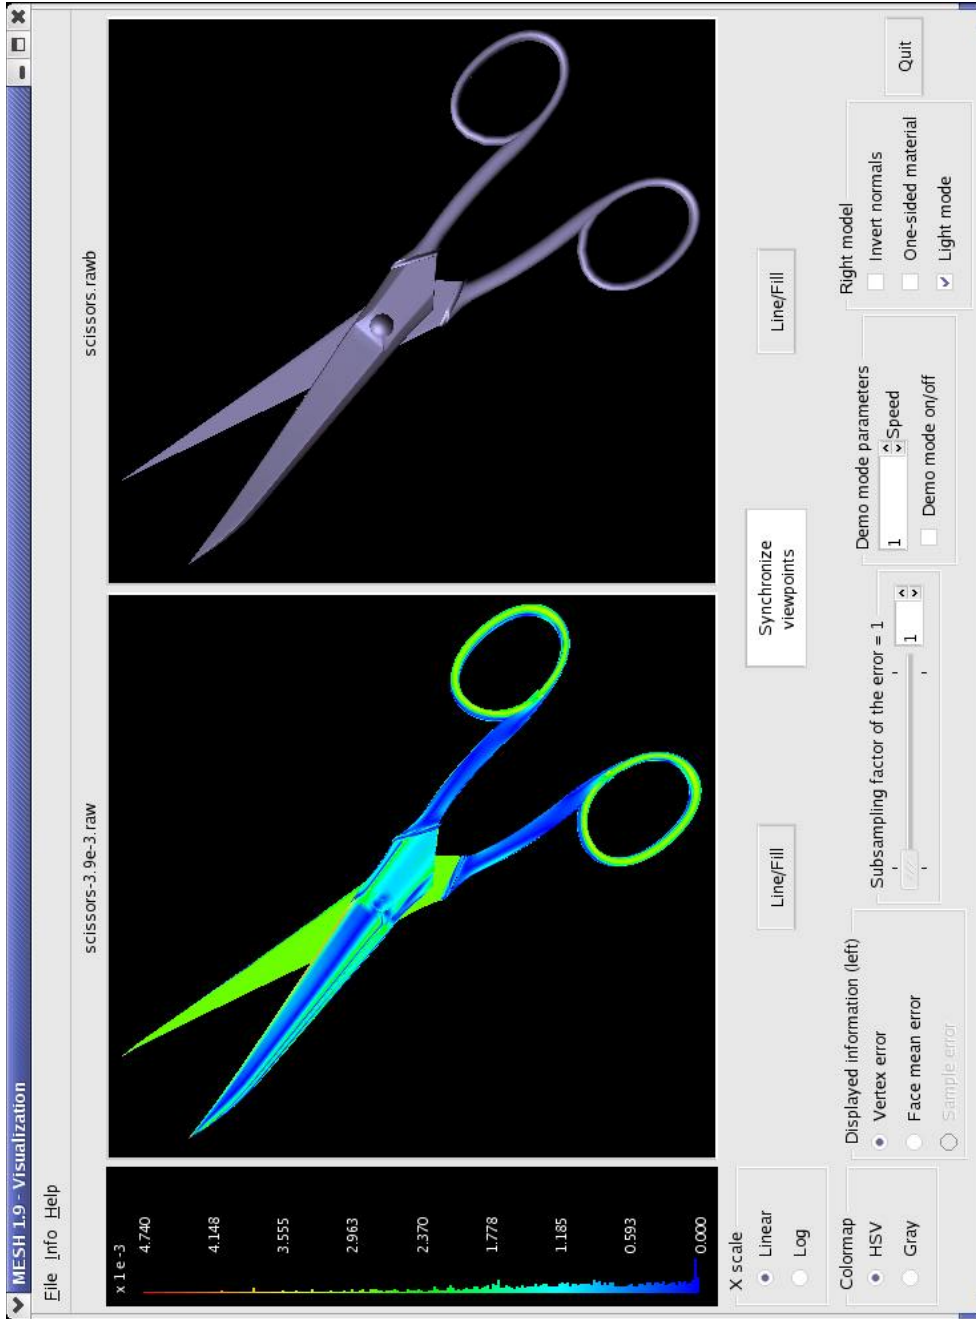 MESH 1.9 - Visualization
File Info Help
scissors-3.9e-3.raw
scissors.rawb
x 1e-3
4.740
4.148
3.555
2.963
2.370
1.778
1.185
0.593
0.000
X scale
Linear
Log
Line/Fill
Synchronize
viewpoints
Line/Fill
Colormap
HSV
Gray
Displayed information (left)
Vertex error
Face mean error
Sample error
Subsampling factor of the error = 1
1
Demo mode parameters
1 Speed
Demo mode on/off
Right model
Invert normals
One-sided material
Light mode
Quit